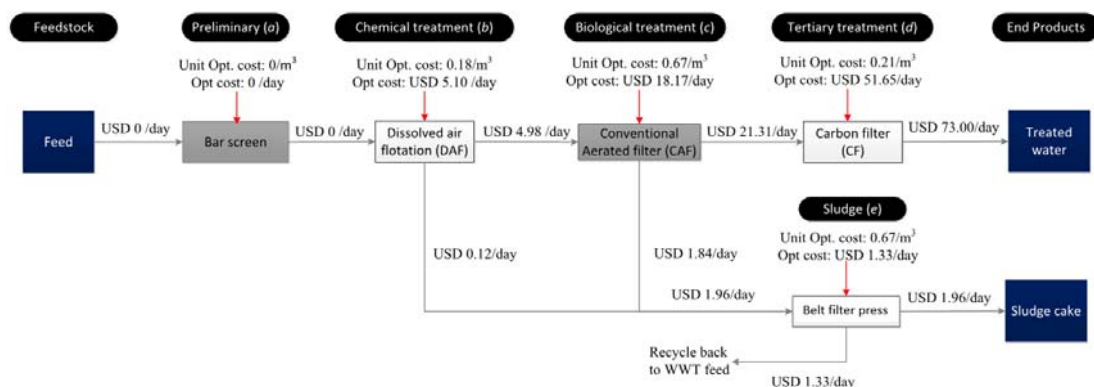 Feedstock
Preliminary (a)
Chemical treatment (b)
Biological treatment (c)
Tertiary treatment (d)
End Products
Unit Opt. cost: 0/m³
Opt cost: 0 /day
Unit Opt. cost: 0.18/m³
Opt cost: USD 5.10 /day
Unit Opt. cost: 0.67/m³
Opt cost: USD 18.17/day
Unit Opt. cost: 0.21/m³
Opt cost: USD 51.65/day
Feed
USD 0 /day
Bar screen
USD 0 /day
Dissolved air
flotation (DAF)
USD 4.98 /day
Conventional
Aerated filter (CAF)
USD 21.31/day
Carbon filter
(CF)
USD 73.00/day
Treated
water
Sludge (e)
Unit Opt. cost: 0.67/m³
Opt cost: USD 1.33/day
USD 0.12/day
USD 1.84/day
USD 1.96/day
Belt filter press
USD 1.96/day
Sludge cake
Recycle back
to WWT feed
USD 1.33/day